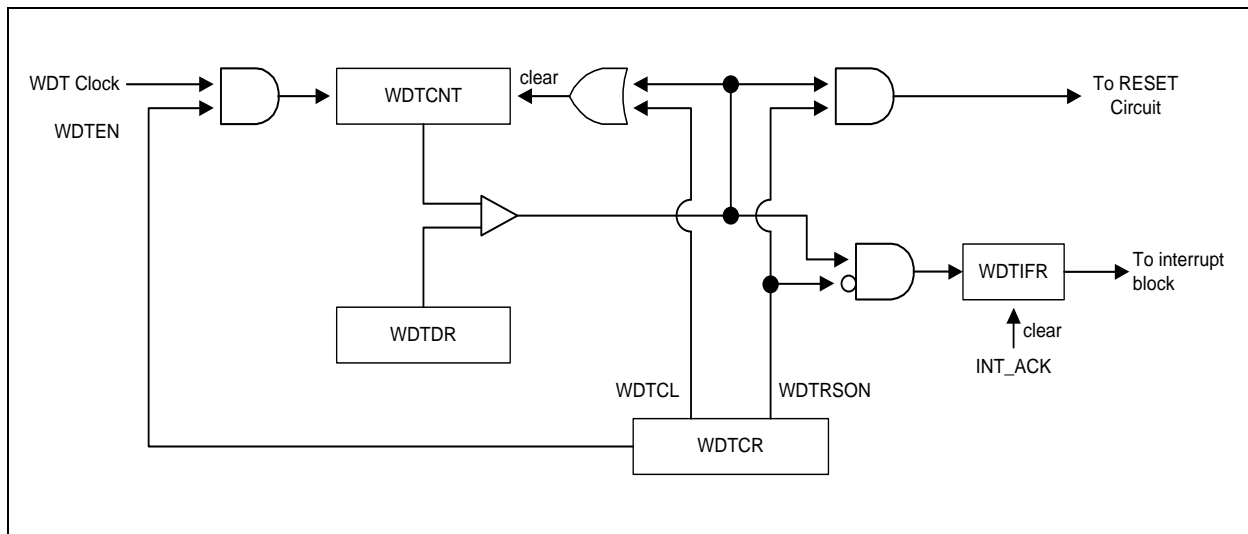 WDT Clock
WDTEN
WDTCNT
clear
To RESET
Circuit
WDTDR
WDTIFR
To interrupt
block
clear
INT_ACK
WDTCL
WDTRSON
WDTCR